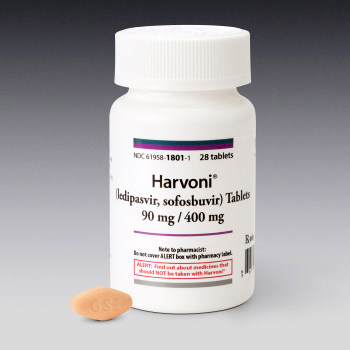 NDC 61958-1801-1 28 tablets
Harvoni®
(ledipasvir, sofosbuvir) Tablets
90 mg / 400 mg
Note to pharmacist:
Do not cover ALERT box with pharmacy label.
ALERT: Find out about medicines that
should NOT be taken with Harvoni®
GSI